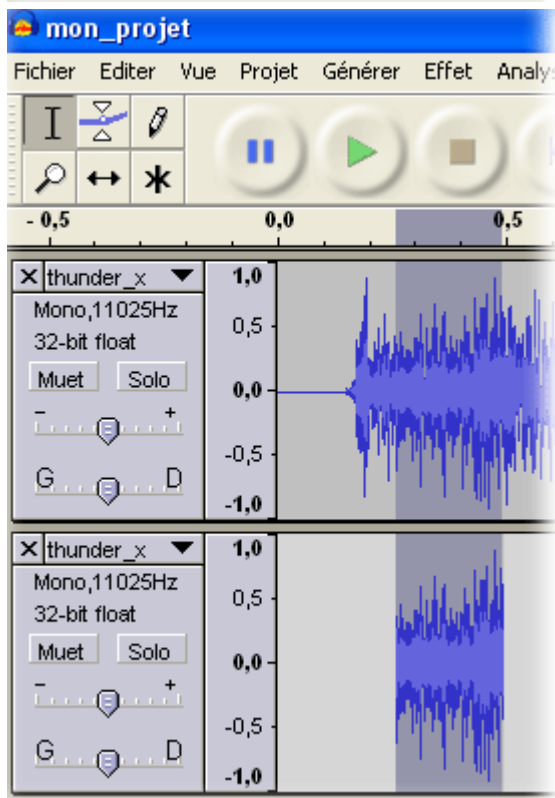 mon_projet
Fichier Editer Vue Projet Générer Effet Analys
- 0,5 0,0 0,5
thunder_x
Mono,11025Hz
32-bit float
Muet Solo
- +
G D
1,0
0,5
0,0
-0,5
-1,0
thunder_x
Mono,11025Hz
32-bit float
Muet Solo
- +
G D
1,0
0,5
0,0
-0,5
-1,0